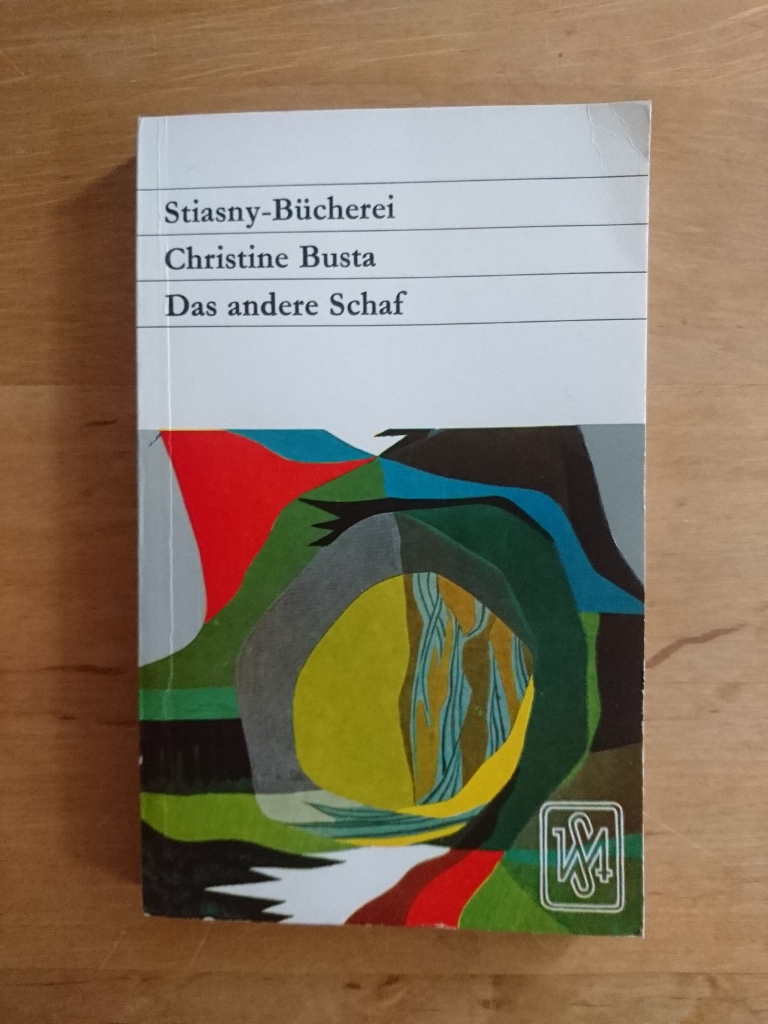 Stiasny-Bücherei
Christine Busta
Das andere Schaf